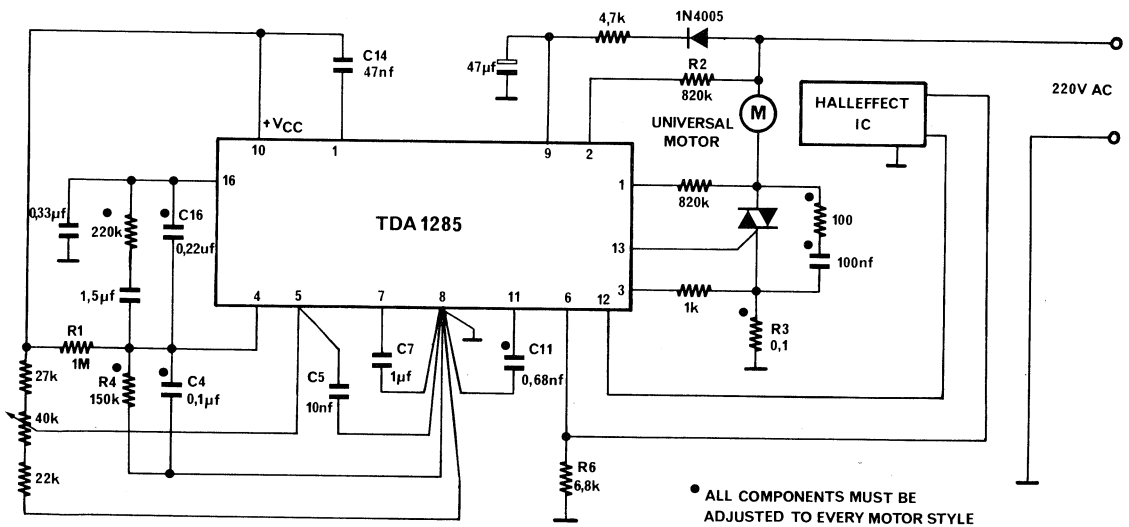 C14
47nf
4,7k
1N4005
47µf
R2
820k
220V AC
HALLEFFECT
IC
M
UNIVERSAL
MOTOR
+VCC
10
1
9
2
16
TDA1285
1
820k
13
3
1k
100
100nf
R3
0,1
0,33µf
220k
C16
0,22uf
1,5µf
4
5
7
8
11
6
12
R1
1M
27k
R4
150k
C4
0,1µf
40k
22k
C5
10nf
C7
1µf
C11
0,68nf
R6
6,8k
ALL COMPONENTS MUST BE
ADJUSTED TO EVERY MOTOR STYLE